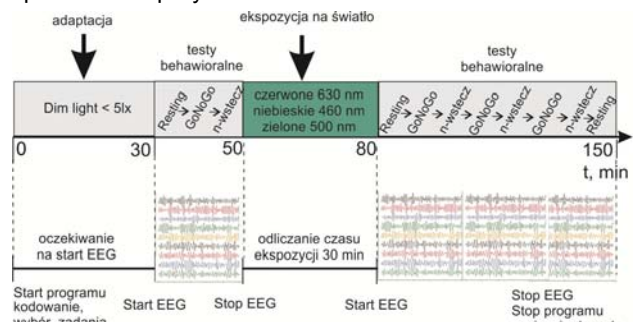 adaptacja
ekspozycja na światło
testy
behawioralne
testy
behawioralne
Dim light < 5lx
Resting
GoNoGo
n-wstecz
czerwone 630 nm
niebieskie 460 nm
zielone 500 nm
Resting
GoNoGo
n-wstecz
GoNoGo
n-wstecz
GoNoGo
n-wstecz
Resting
0
30
50
80
150
t, min
oczekiwanie
na start EEG
odliczanie czasu
ekspozycji 30 min
Start programu
kodowanie,
wybór zadania
Start EEG
Stop EEG
Start EEG
Stop EEG
Stop programu